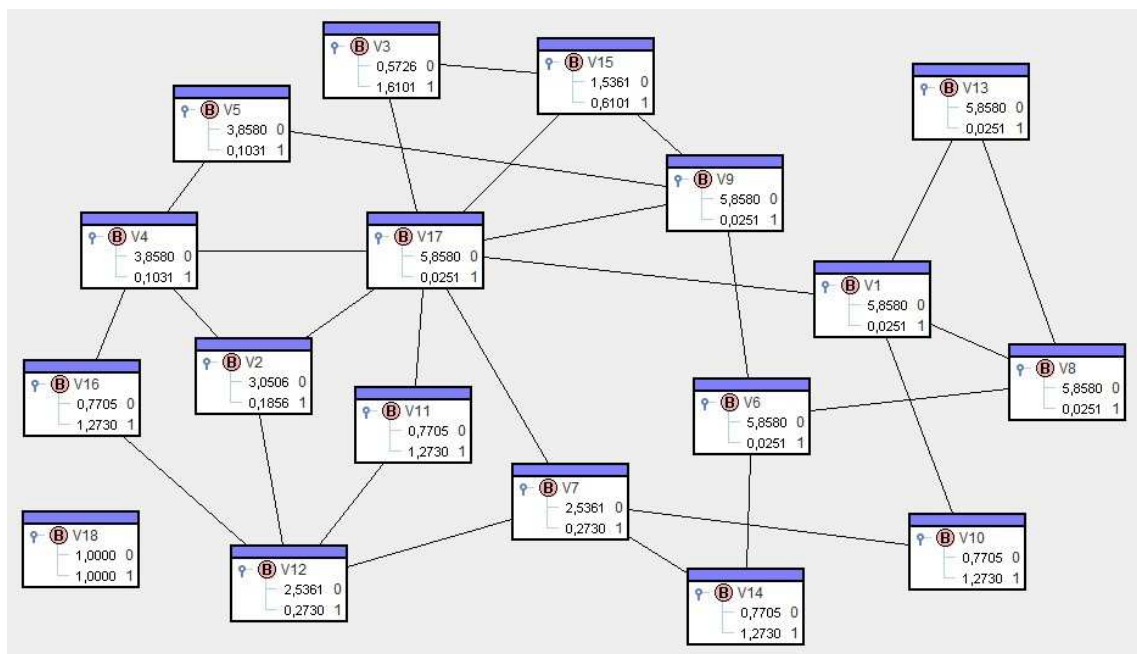 B V3
0,5726 0
1,6101 1
B V15
1,5361 0
0,6101 1
B V13
5,8580 0
0,0251 1
B V5
3,8580 0
0,1031 1
B V9
5,8580 0
0,0251 1
B V4
3,8580 0
0,1031 1
B V17
5,8580 0
0,0251 1
B V1
5,8580 0
0,0251 1
B V2
3,0506 0
0,1856 1
B V8
5,8580 0
0,0251 1
B V16
0,7705 0
1,2730 1
B V11
0,7705 0
1,2730 1
B V6
5,8580 0
0,0251 1
B V7
2,5361 0
0,2730 1
B V18
1,0000 0
1,0000 1
B V10
0,7705 0
1,2730 1
B V12
2,5361 0
0,2730 1
B V14
0,7705 0
1,2730 1